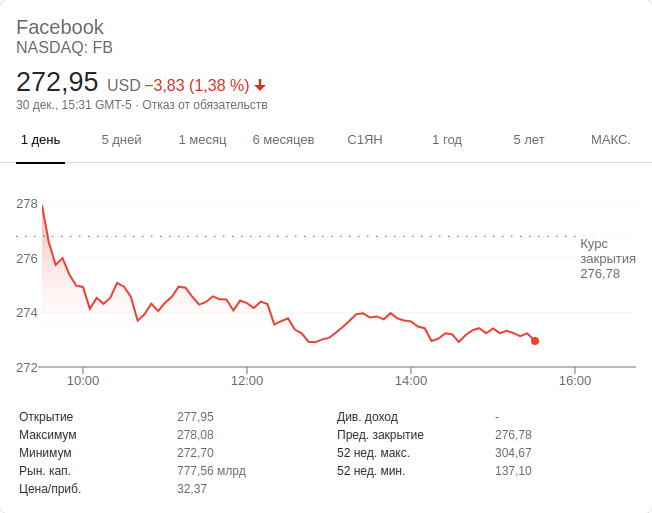 Facebook
NASDAQ: FB
272,95 USD −3,83 (1,38 %)
30 дек., 15:31 GMT-5 · Отказ от обязательств
1 день 5 дней 1 месяц 6 месяцев С1ЯН 1 год 5 лет МАКС.
278
276
274
272
Курс
закрытия
276,78
10:00 12:00 14:00 16:00
Открытие 277,95 Див. доход -
Максимум 278,08 Пред. закрытие 276,78
Минимум 272,70 52 нед. макс. 304,67
Рын. кап. 777,56 млрд 52 нед. мин. 137,10
Цена/приб. 32,37